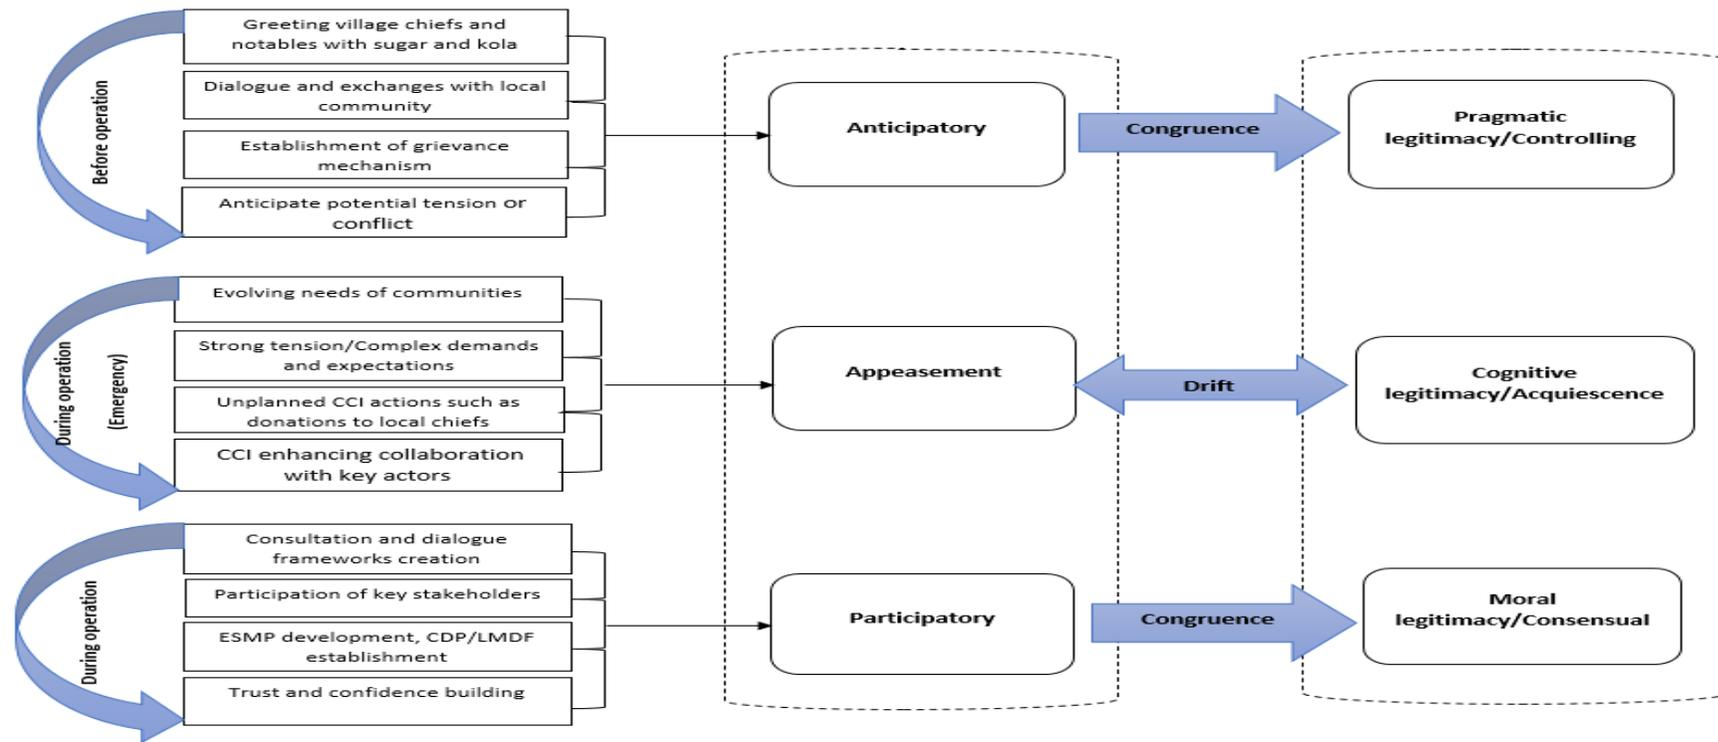 Before operation
Greeting village chiefs and
notables with sugar and kola
Dialogue and exchanges with local
community
Establishment of grievance
mechanism
Anticipate potential tension or
conflict
Anticipatory
Congruence
Pragmatic
legitimacy/Controlling
During operation
(Emergency)
Evolving needs of communities
Strong tension/Complex demands
and expectations
Unplanned CCI actions such as
donations to local chiefs
CCI enhancing collaboration
with key actors
Appeasement
Drift
Cognitive
legitimacy/Acquiescence
During operation
Consultation and dialogue
frameworks creation
Participation of key stakeholders
ESMP development, CDP/LMDF
establishment
Trust and confidence building
Participatory
Congruence
Moral
legitimacy/Consensual